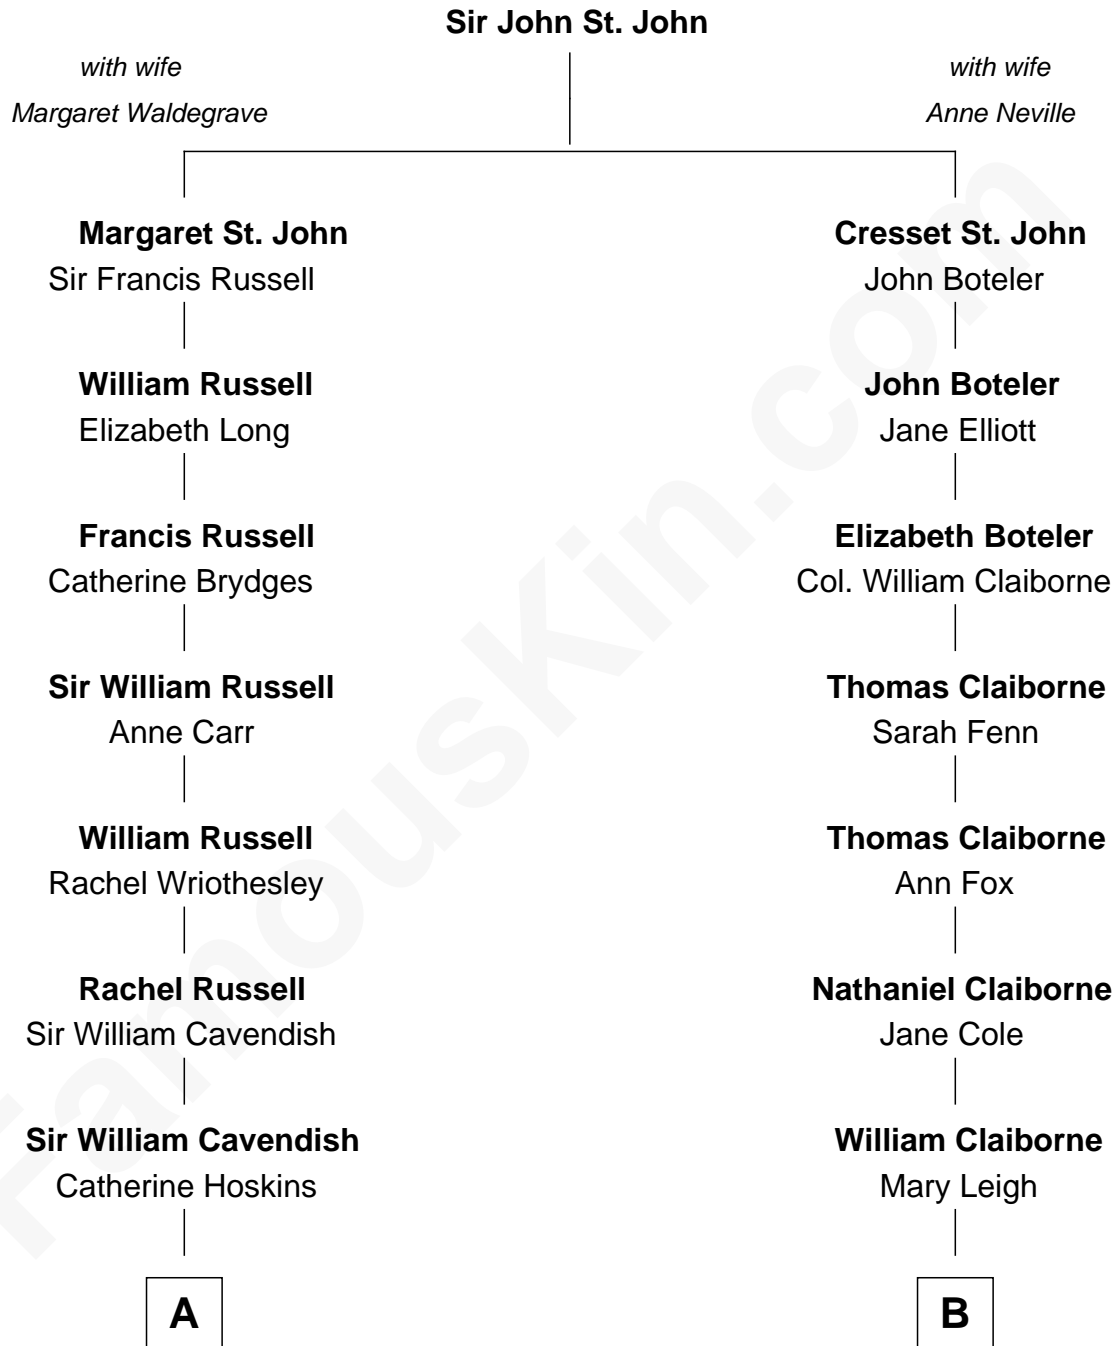 Sir John St. John
with wife
Margaret Waldegrave
with wife
Anne Neville
Margaret St. John
Sir Francis Russell
Cresset St. John
John Boteler
William Russell
Elizabeth Long
John Boteler
Jane Elliott
Francis Russell
Catherine Brydges
Elizabeth Boteler
Col. William Claiborne
Sir William Russell
Anne Carr
Thomas Claiborne
Sarah Fenn
William Russell
Rachel Wriothesley
Thomas Claiborne
Ann Fox
Rachel Russell
Sir William Cavendish
Nathaniel Claiborne
Jane Cole
Sir William Cavendish
Catherine Hoskins
William Claiborne
Mary Leigh
A
B
FamousKin.com